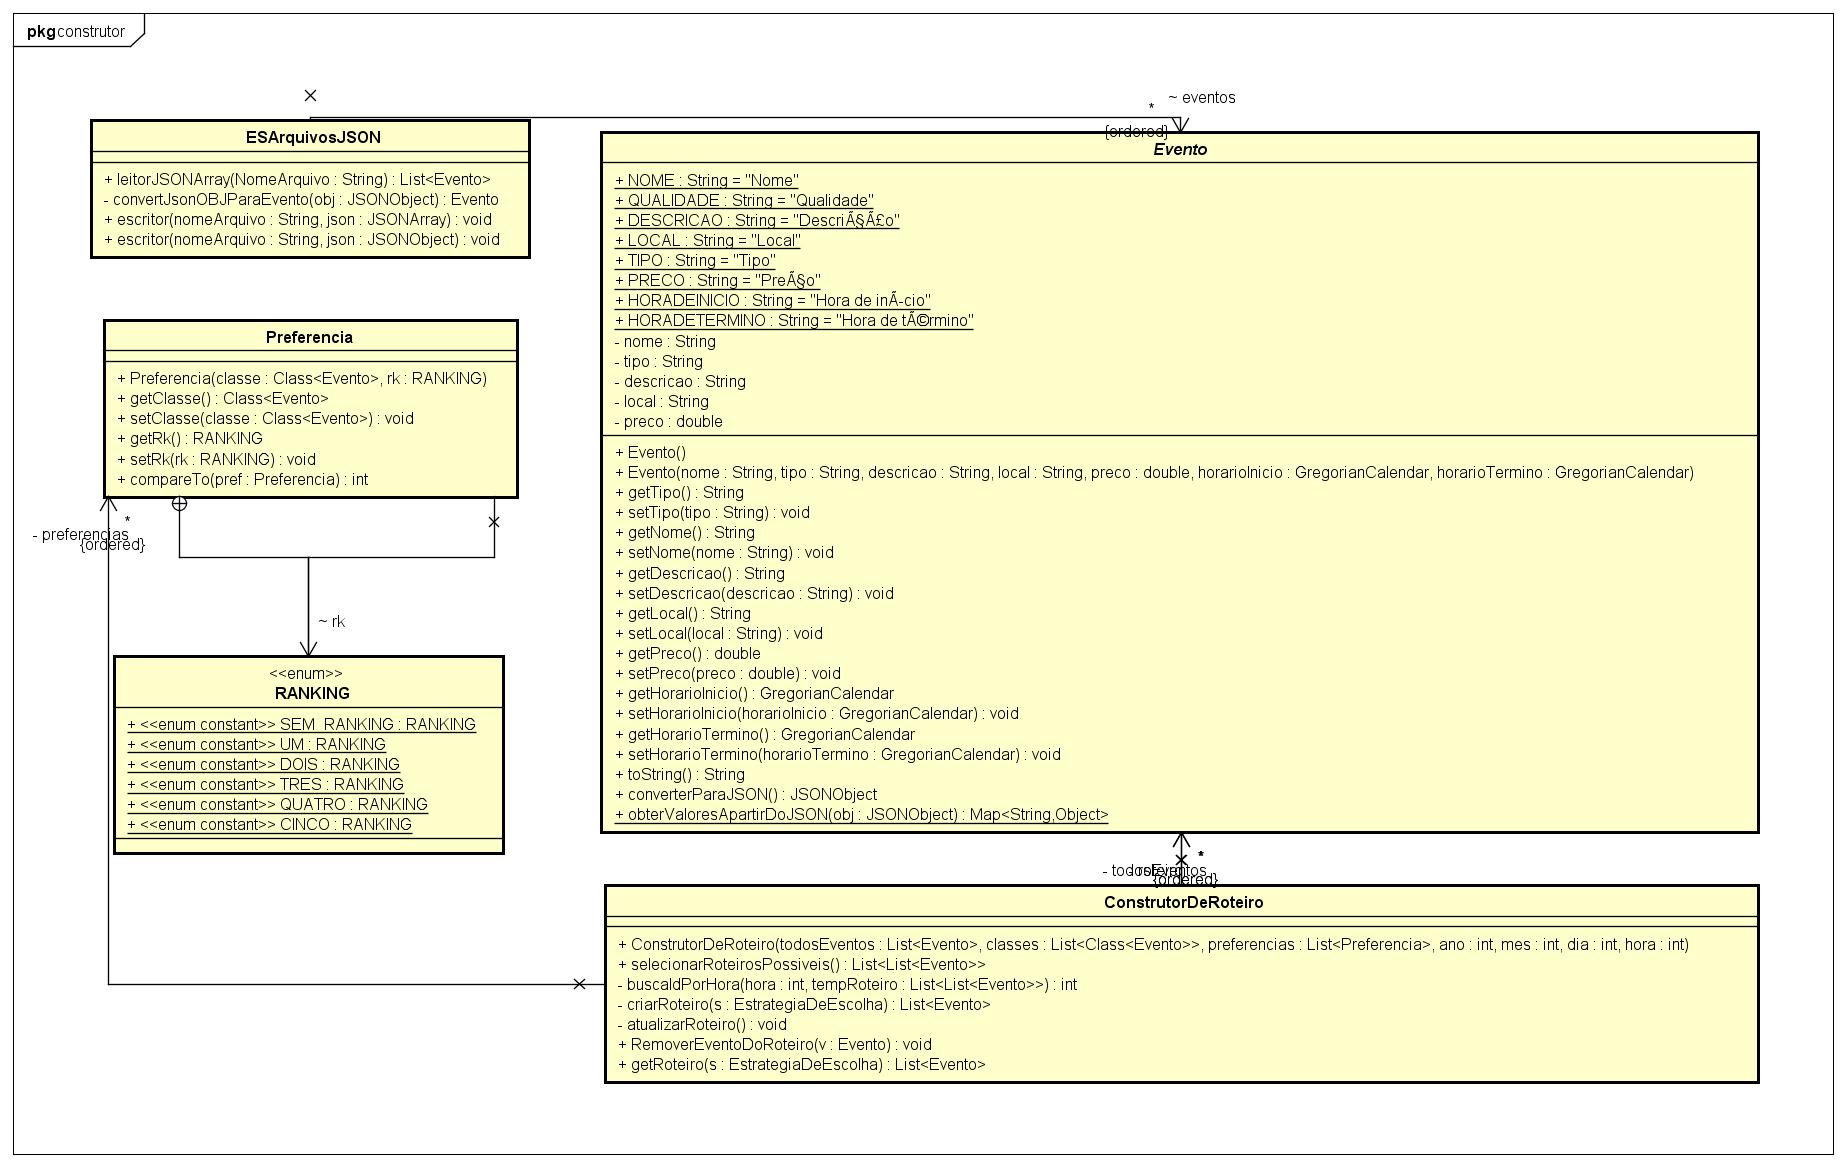 pkg construtor
~ eventos
*
{ordered}
ESArquivosJSON
+ leitorJSONArray(NomeArquivo : String) : List<Evento>
- convertJsonOBJParaEvento(obj : JSONObject) : Evento
+ escritor(nomeArquivo : String, json : JSONArray) : void
+ escritor(nomeArquivo : String, json : JSONObject) : void
Evento
+ NOME : String = "Nome"
+ QUALIDADE : String = "Qualidade"
+ DESCRICAO : String = "DescriÃ§Ã£o"
+ LOCAL : String = "Local"
+ TIPO : String = "Tipo"
+ PRECO : String = "PreÃ§o"
+ HORADEINICIO : String = "Hora de inÃ-cio"
+ HORADETERMINO : String = "Hora de tÃ©rmino"
- nome : String
- tipo : String
- descricao : String
- local : String
- preco : double
+ Evento()
+ Evento(nome : String, tipo : String, descricao : String, local : String, preco : double, horarioInicio : GregorianCalendar, horarioTermino : GregorianCalendar)
+ getTipo() : String
+ setTipo(tipo : String) : void
+ getNome() : String
+ setNome(nome : String) : void
+ getDescricao() : String
+ setDescricao(descricao : String) : void
+ getLocal() : String
+ setLocal(local : String) : void
+ getPreco() : double
+ setPreco(preco : double) : void
+ getHorarioInicio() : GregorianCalendar
+ setHorarioInicio(horarioInicio : GregorianCalendar) : void
+ getHorarioTermino() : GregorianCalendar
+ setHorarioTermino(horarioTermino : GregorianCalendar) : void
+ toString() : String
+ converterParaJSON() : JSONObject
+ obterValoresApartirDoJSON(obj : JSONObject) : Map<String,Object>
Preferencia
+ Preferencia(classe : Class<Evento>, rk : RANKING)
+ getClasse() : Class<Evento>
+ setClasse(classe : Class<Evento>) : void
+ getRk() : RANKING
+ setRk(rk : RANKING) : void
+ compareTo(pref : Preferencia) : int
*
- preferencias
{ordered}
~ rk
<<enum>>
RANKING
+ <<enum constant>> SEM_RANKING : RANKING
+ <<enum constant>> UM : RANKING
+ <<enum constant>> DOIS : RANKING
+ <<enum constant>> TRES : RANKING
+ <<enum constant>> QUATRO : RANKING
+ <<enum constant>> CINCO : RANKING
*
{ordered}
ConstrutorDeRoteiro
+ ConstrutorDeRoteiro(todosEventos : List<Evento>, classes : List<Class<Evento>>, preferencias : List<Preferencia>, ano : int, mes : int, dia : int, hora : int)
+ selecionarRoteirosPossiveis() : List<List<Evento>>
- buscaIdPorHora(hora : int, tempRoteiro : List<List<Evento>>) : int
- criarRoteiro(s : EstrategiaDeEscolha) : List<Evento>
- atualizarRoteiro() : void
+ RemoverEventoDoRoteiro(v : Evento) : void
+ getRoteiro(s : EstrategiaDeEscolha) : List<Evento>